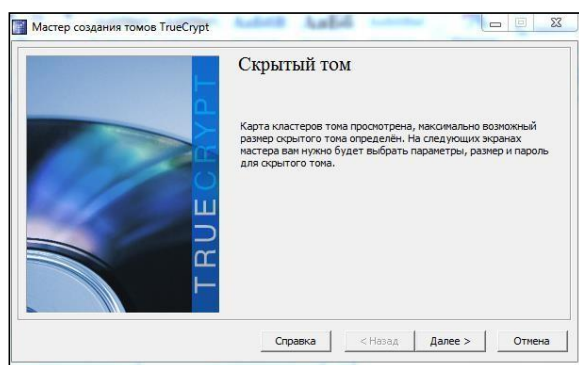 Мастер создания томов TrueCrypt
Скрытый том
Карта кластеров тома просмотрена, максимально возможный
размер скрытого тома определён. На следующих экранах
мастера вам нужно будет выбрать параметры, размер и пароль
для скрытого тома.
TRUECRYPT
Справка
< Назад
Далее >
Отмена